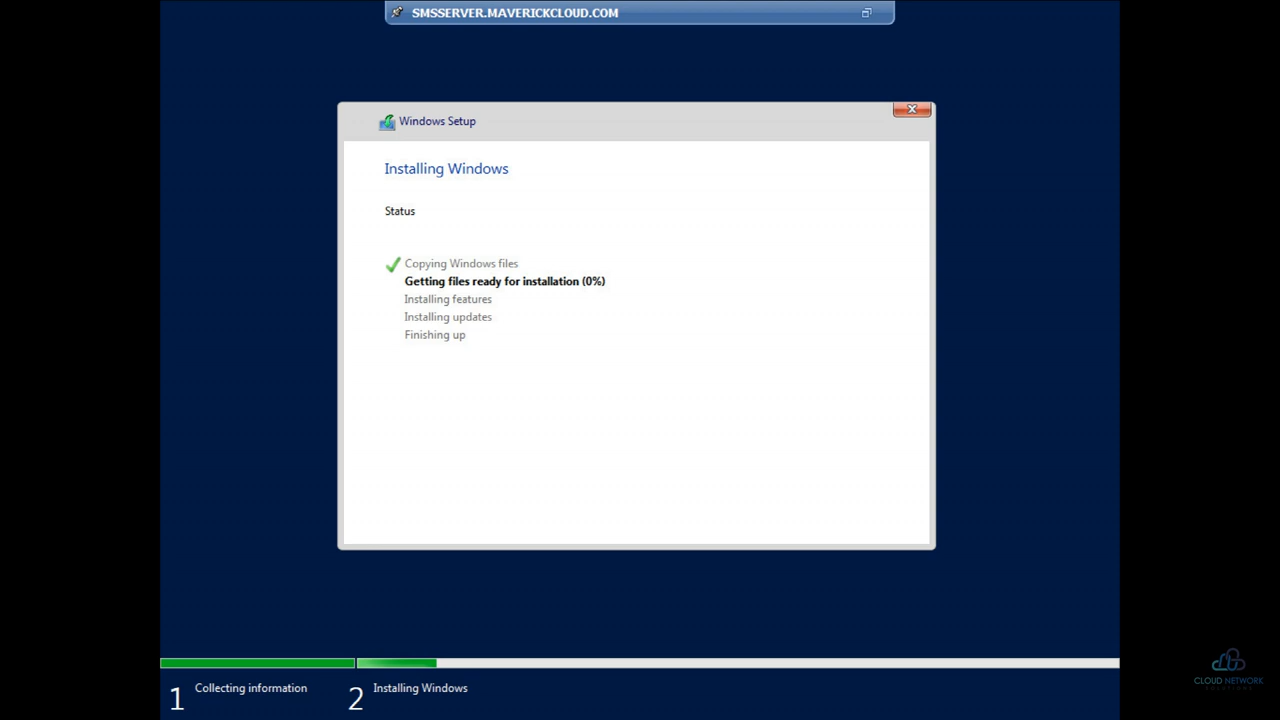 SMSSERVER.MAVERICKCLOUD.COM
Windows Setup
Installing Windows
Status
Copying Windows files
Getting files ready for installation (0%)
Installing features
Installing updates
Finishing up
1 Collecting information
2 Installing Windows
CLOUD NETWORK
SOLUTIONS